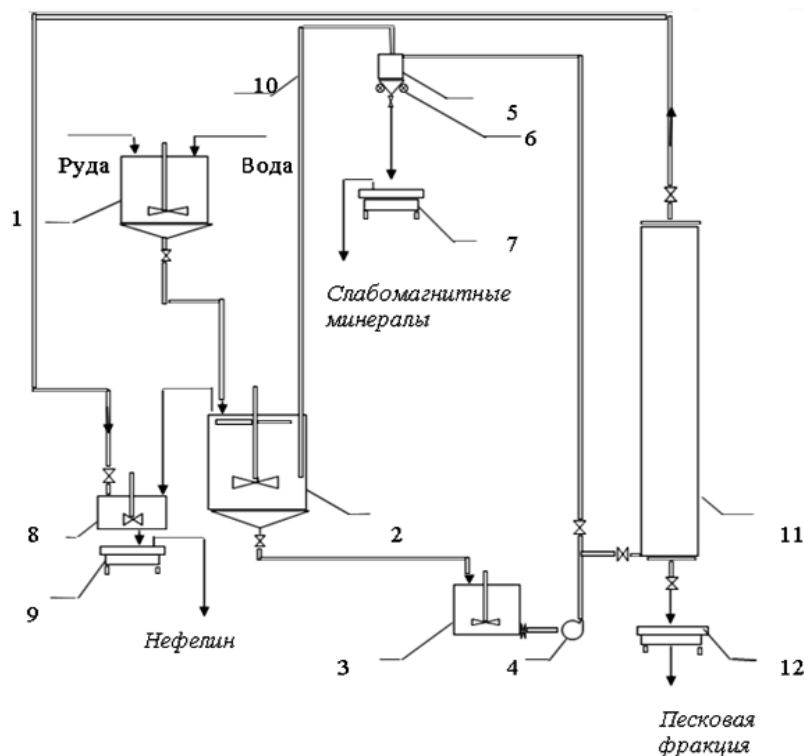 10
5
6
Руда
Вода
1
7
Слабомагнитные
минералы
8
2
11
9
Нефелин
3
4
12
Песковая
фракция